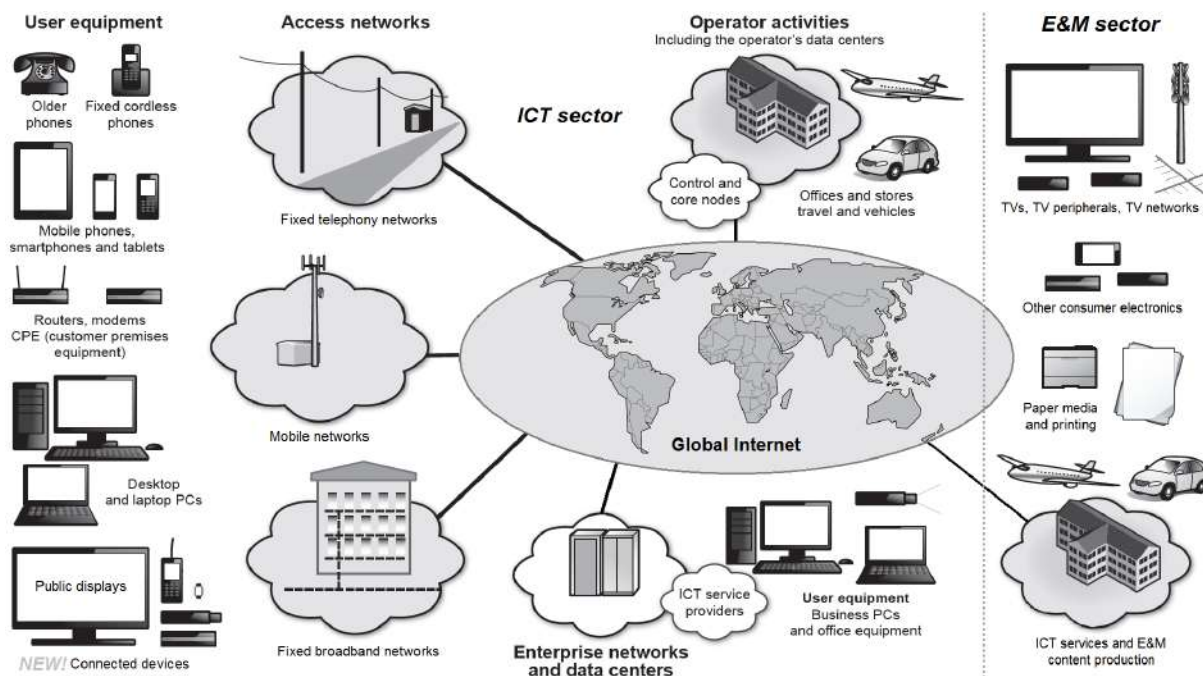 User equipment
Older
phones
Fixed cordless
phones
Mobile phones,
smartphones and tablets
Routers, modems
CPE (customer premises
equipment)
Desktop
and laptop PCs
Public displays
NEW! Connected devices
Access networks
Fixed telephony networks
Mobile networks
Fixed broadband networks
ICT sector
Operator activities
Including the operator's data centers
Control and
core nodes
Offices and stores
travel and vehicles
Global Internet
Enterprise networks
and data centers
ICT service
providers
User equipment
Business PCs
and office equipment
E&M sector
TVs, TV peripherals, TV networks
Other consumer electronics
Paper media
and printing
ICT services and E&M
content production